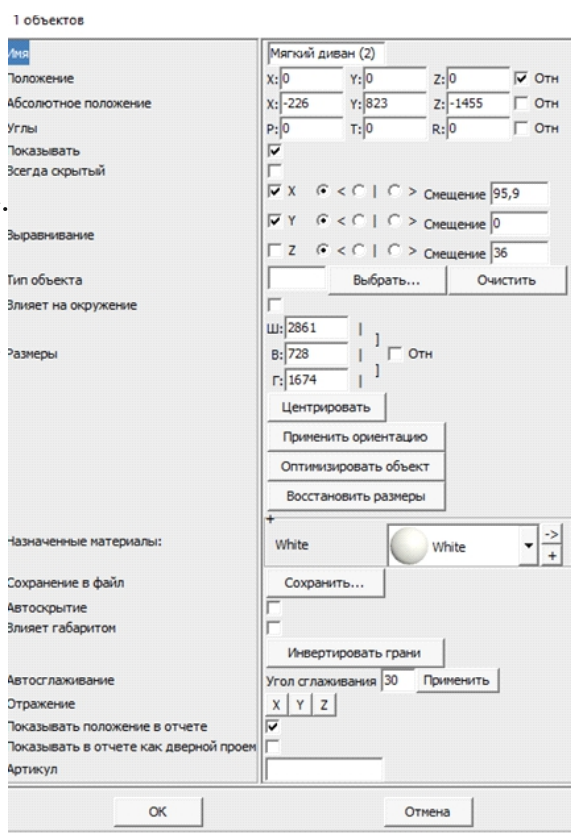 1 объектов
Имя Мягкий диван (2)
Положение X: 0 Y: 0 Z: 0 Отн
Абсолютное положение X: -226 Y: 823 Z: -1455 Отн
Углы P: 0 T: 0 R: 0 Отн
Показывать
Всегда скрытый
X < | > Смещение 95,9
Y < | > Смещение 0
Выравнивание
Z < | > Смещение 36
Тип объекта Выбрать... Очистить
Влияет на окружение
Ш: 2861 |
Размеры В: 728 | ] Отн
Г: 1674 | ]
Центрировать
Применить ориентацию
Оптимизировать объект
Восстановить размеры
+
Назначенные материалы: White White -> +
Сохранение в файл Сохранить...
Автоскрытие
Влияет габаритом
Инвертировать грани
Автосглаживание Угол сглаживания 30 Применить
Отражение X Y Z
Показывать положение в отчете
Показывать в отчете как дверной проем
Артикул
OK Отмена